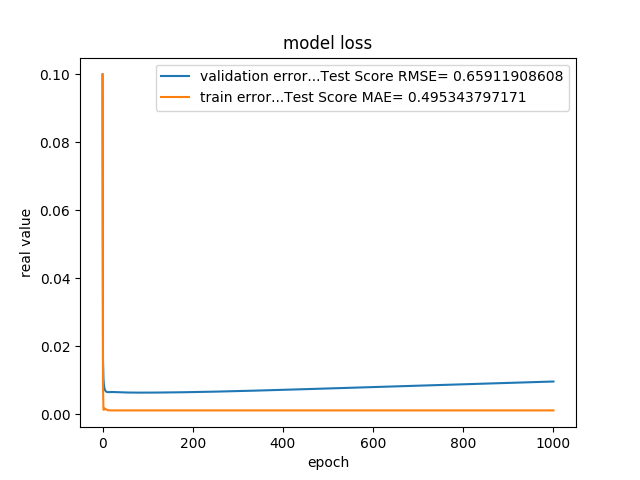 model loss
validation error...Test Score RMSE= 0.65911908608
train error...Test Score MAE= 0.495343797171
0.10
0.08
0.06
0.04
0.02
0.00
real value
0 200 400 600 800 1000
epoch